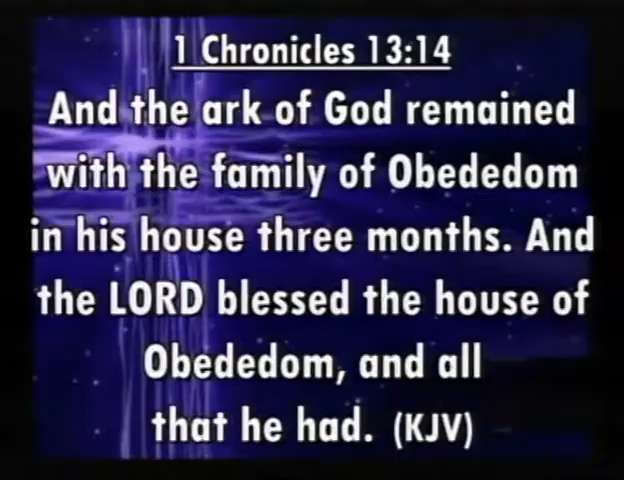 1 Chronicles 13:14
And the ark of God remained
with the family of Obededom
in his house three months. And
the LORD blessed the house of
Obededom, and all
that he had. (KJV)